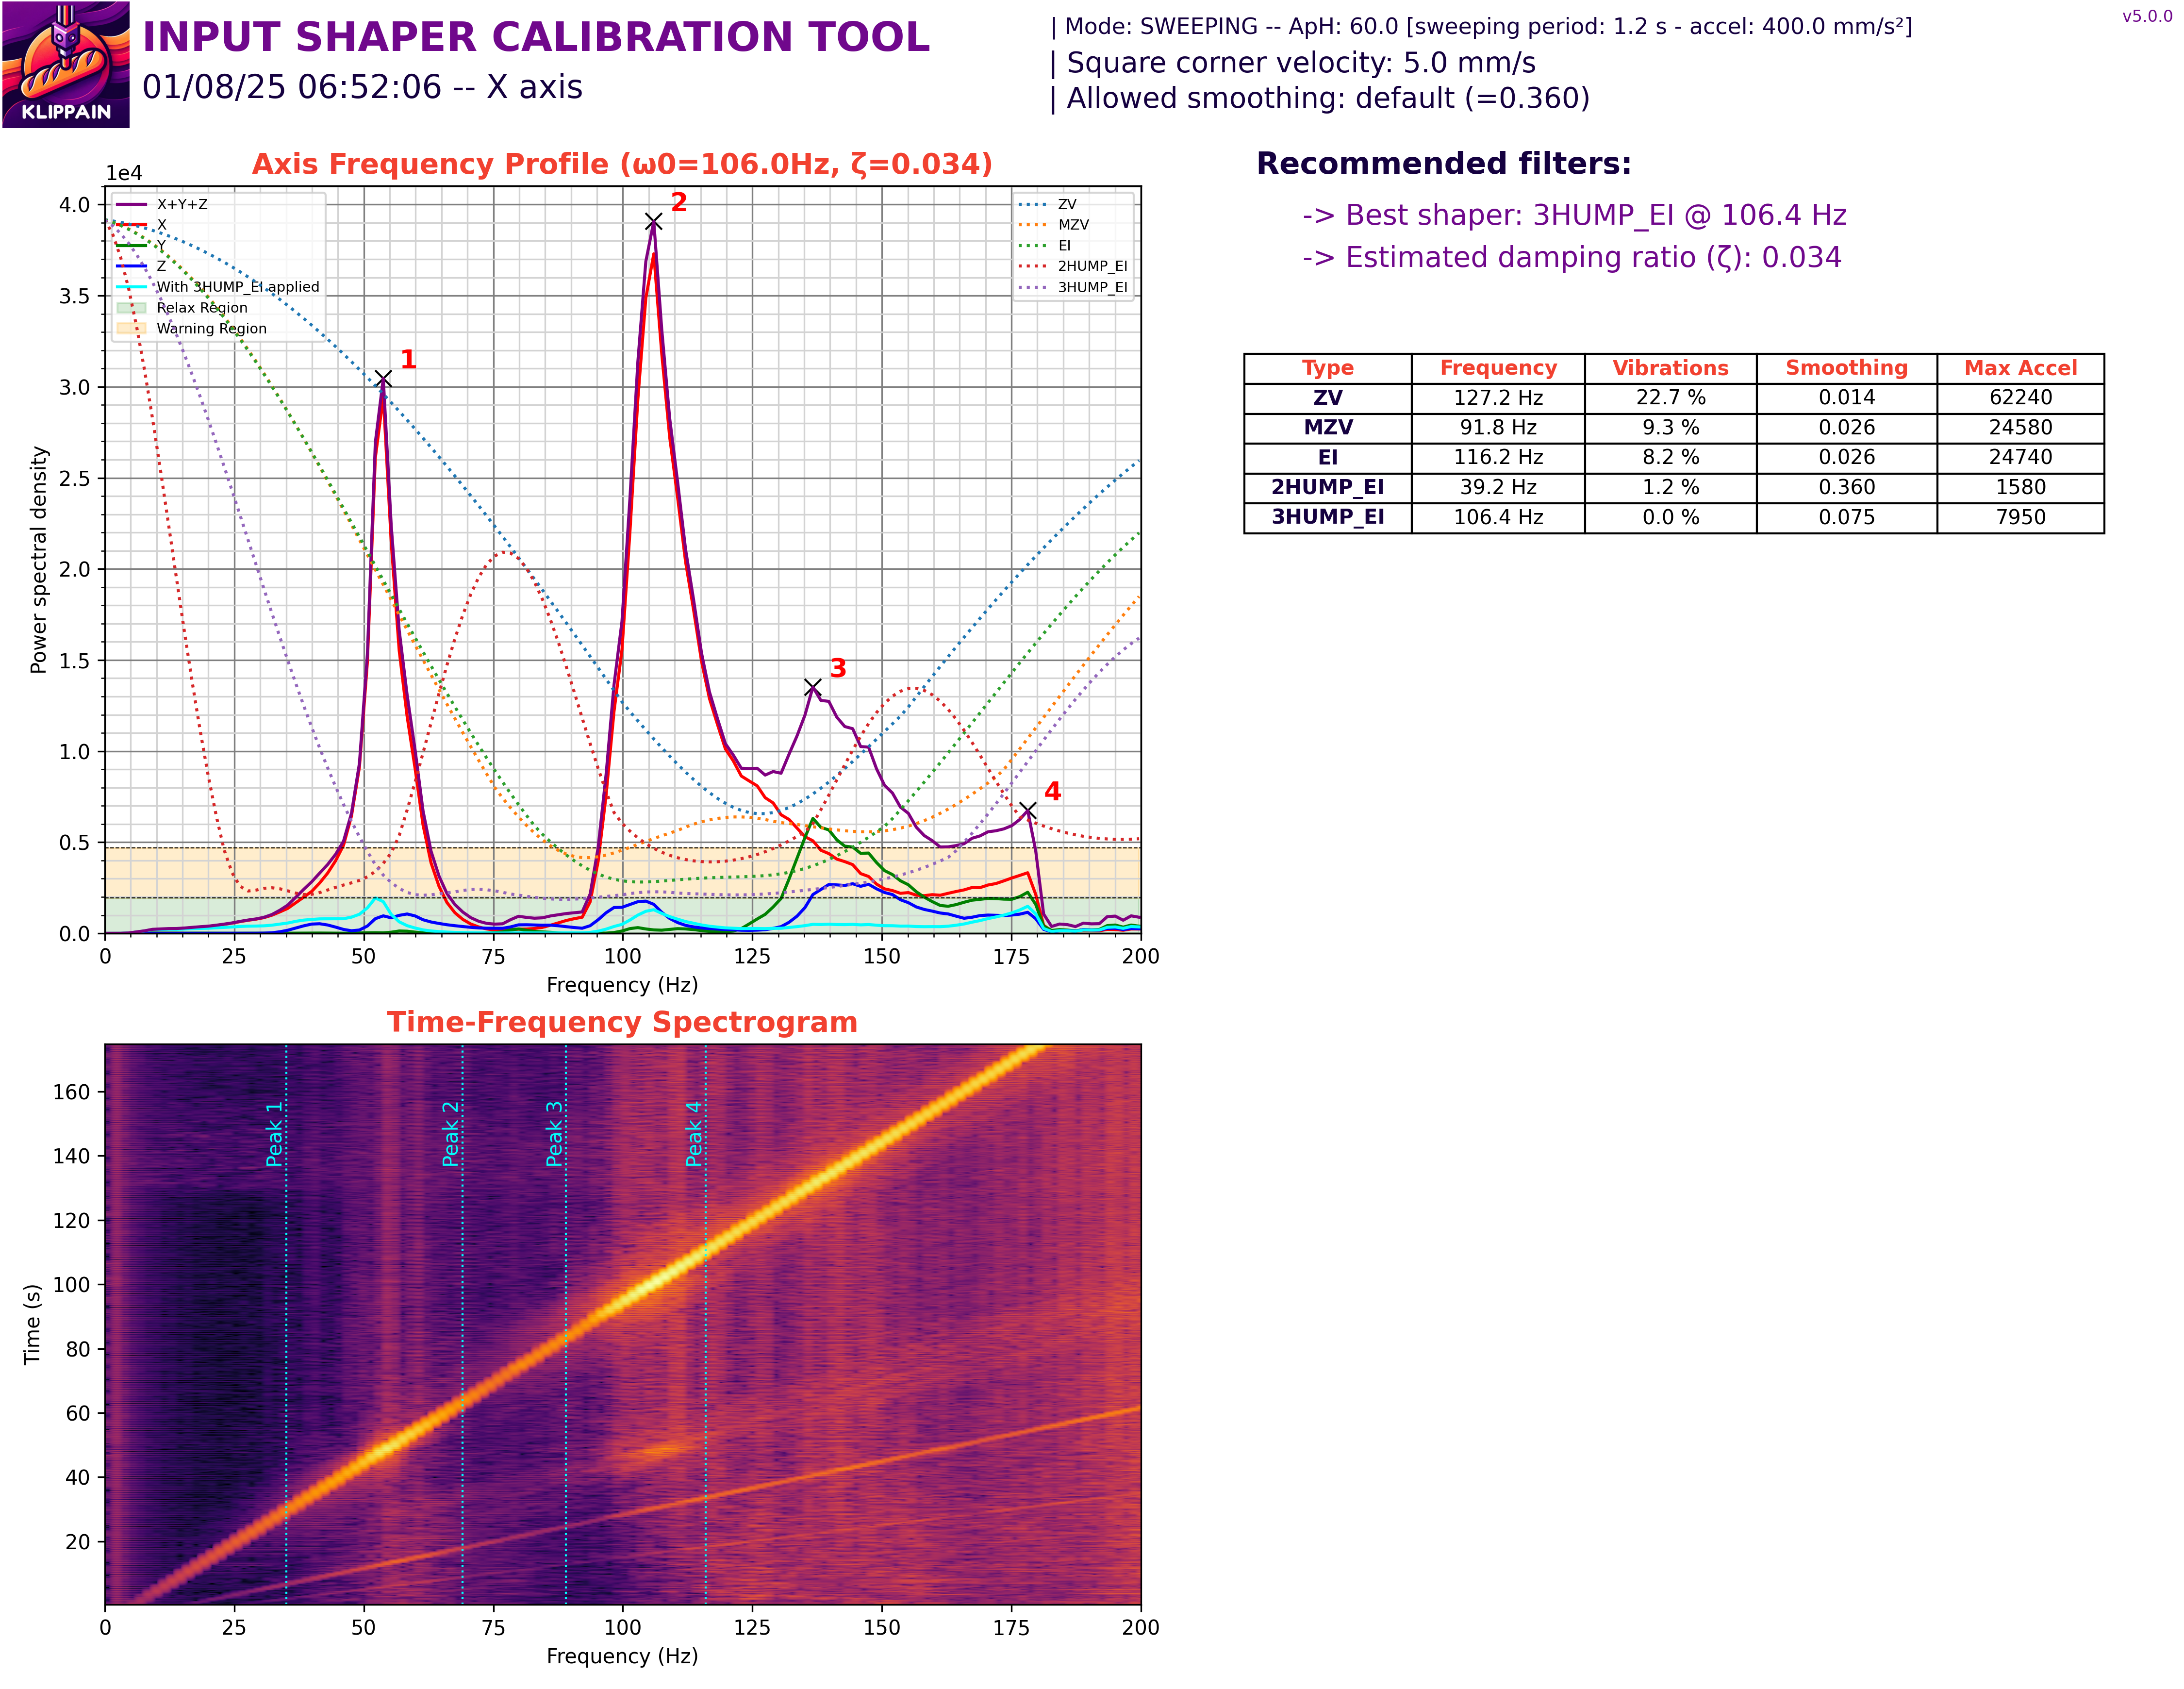 KLIPPAIN
INPUT SHAPER CALIBRATION TOOL
01/08/25 06:52:06 -- X axis
| Mode: SWEEPING -- ApH: 60.0 [sweeping period: 1.2 s - accel: 400.0 mm/s²]
| Square corner velocity: 5.0 mm/s
| Allowed smoothing: default (=0.360)
v5.0.0
Axis Frequency Profile (ω0=106.0Hz, ζ=0.034)
1e4
4.0
3.5
3.0
2.5
2.0
1.5
1.0
0.5
0.0
Power spectral density
X+Y+Z
X
Y
Z
With 3HUMP_EI applied
Relax Region
Warning Region
ZV
MZV
EI
2HUMP_EI
3HUMP_EI
1
2
3
4
0 25 50 75 100 125 150 175 200
Frequency (Hz)
Recommended filters:
-> Best shaper: 3HUMP_EI @ 106.4 Hz
-> Estimated damping ratio (ζ): 0.034
Type Frequency Vibrations Smoothing Max Accel
ZV 127.2 Hz 22.7 % 0.014 62240
MZV 91.8 Hz 9.3 % 0.026 24580
EI 116.2 Hz 8.2 % 0.026 24740
2HUMP_EI 39.2 Hz 1.2 % 0.360 1580
3HUMP_EI 106.4 Hz 0.0 % 0.075 7950
Time-Frequency Spectrogram
160
140
120
100
80
60
40
20
Time (s)
Peak 1
Peak 2
Peak 3
Peak 4
0 25 50 75 100 125 150 175 200
Frequency (Hz)